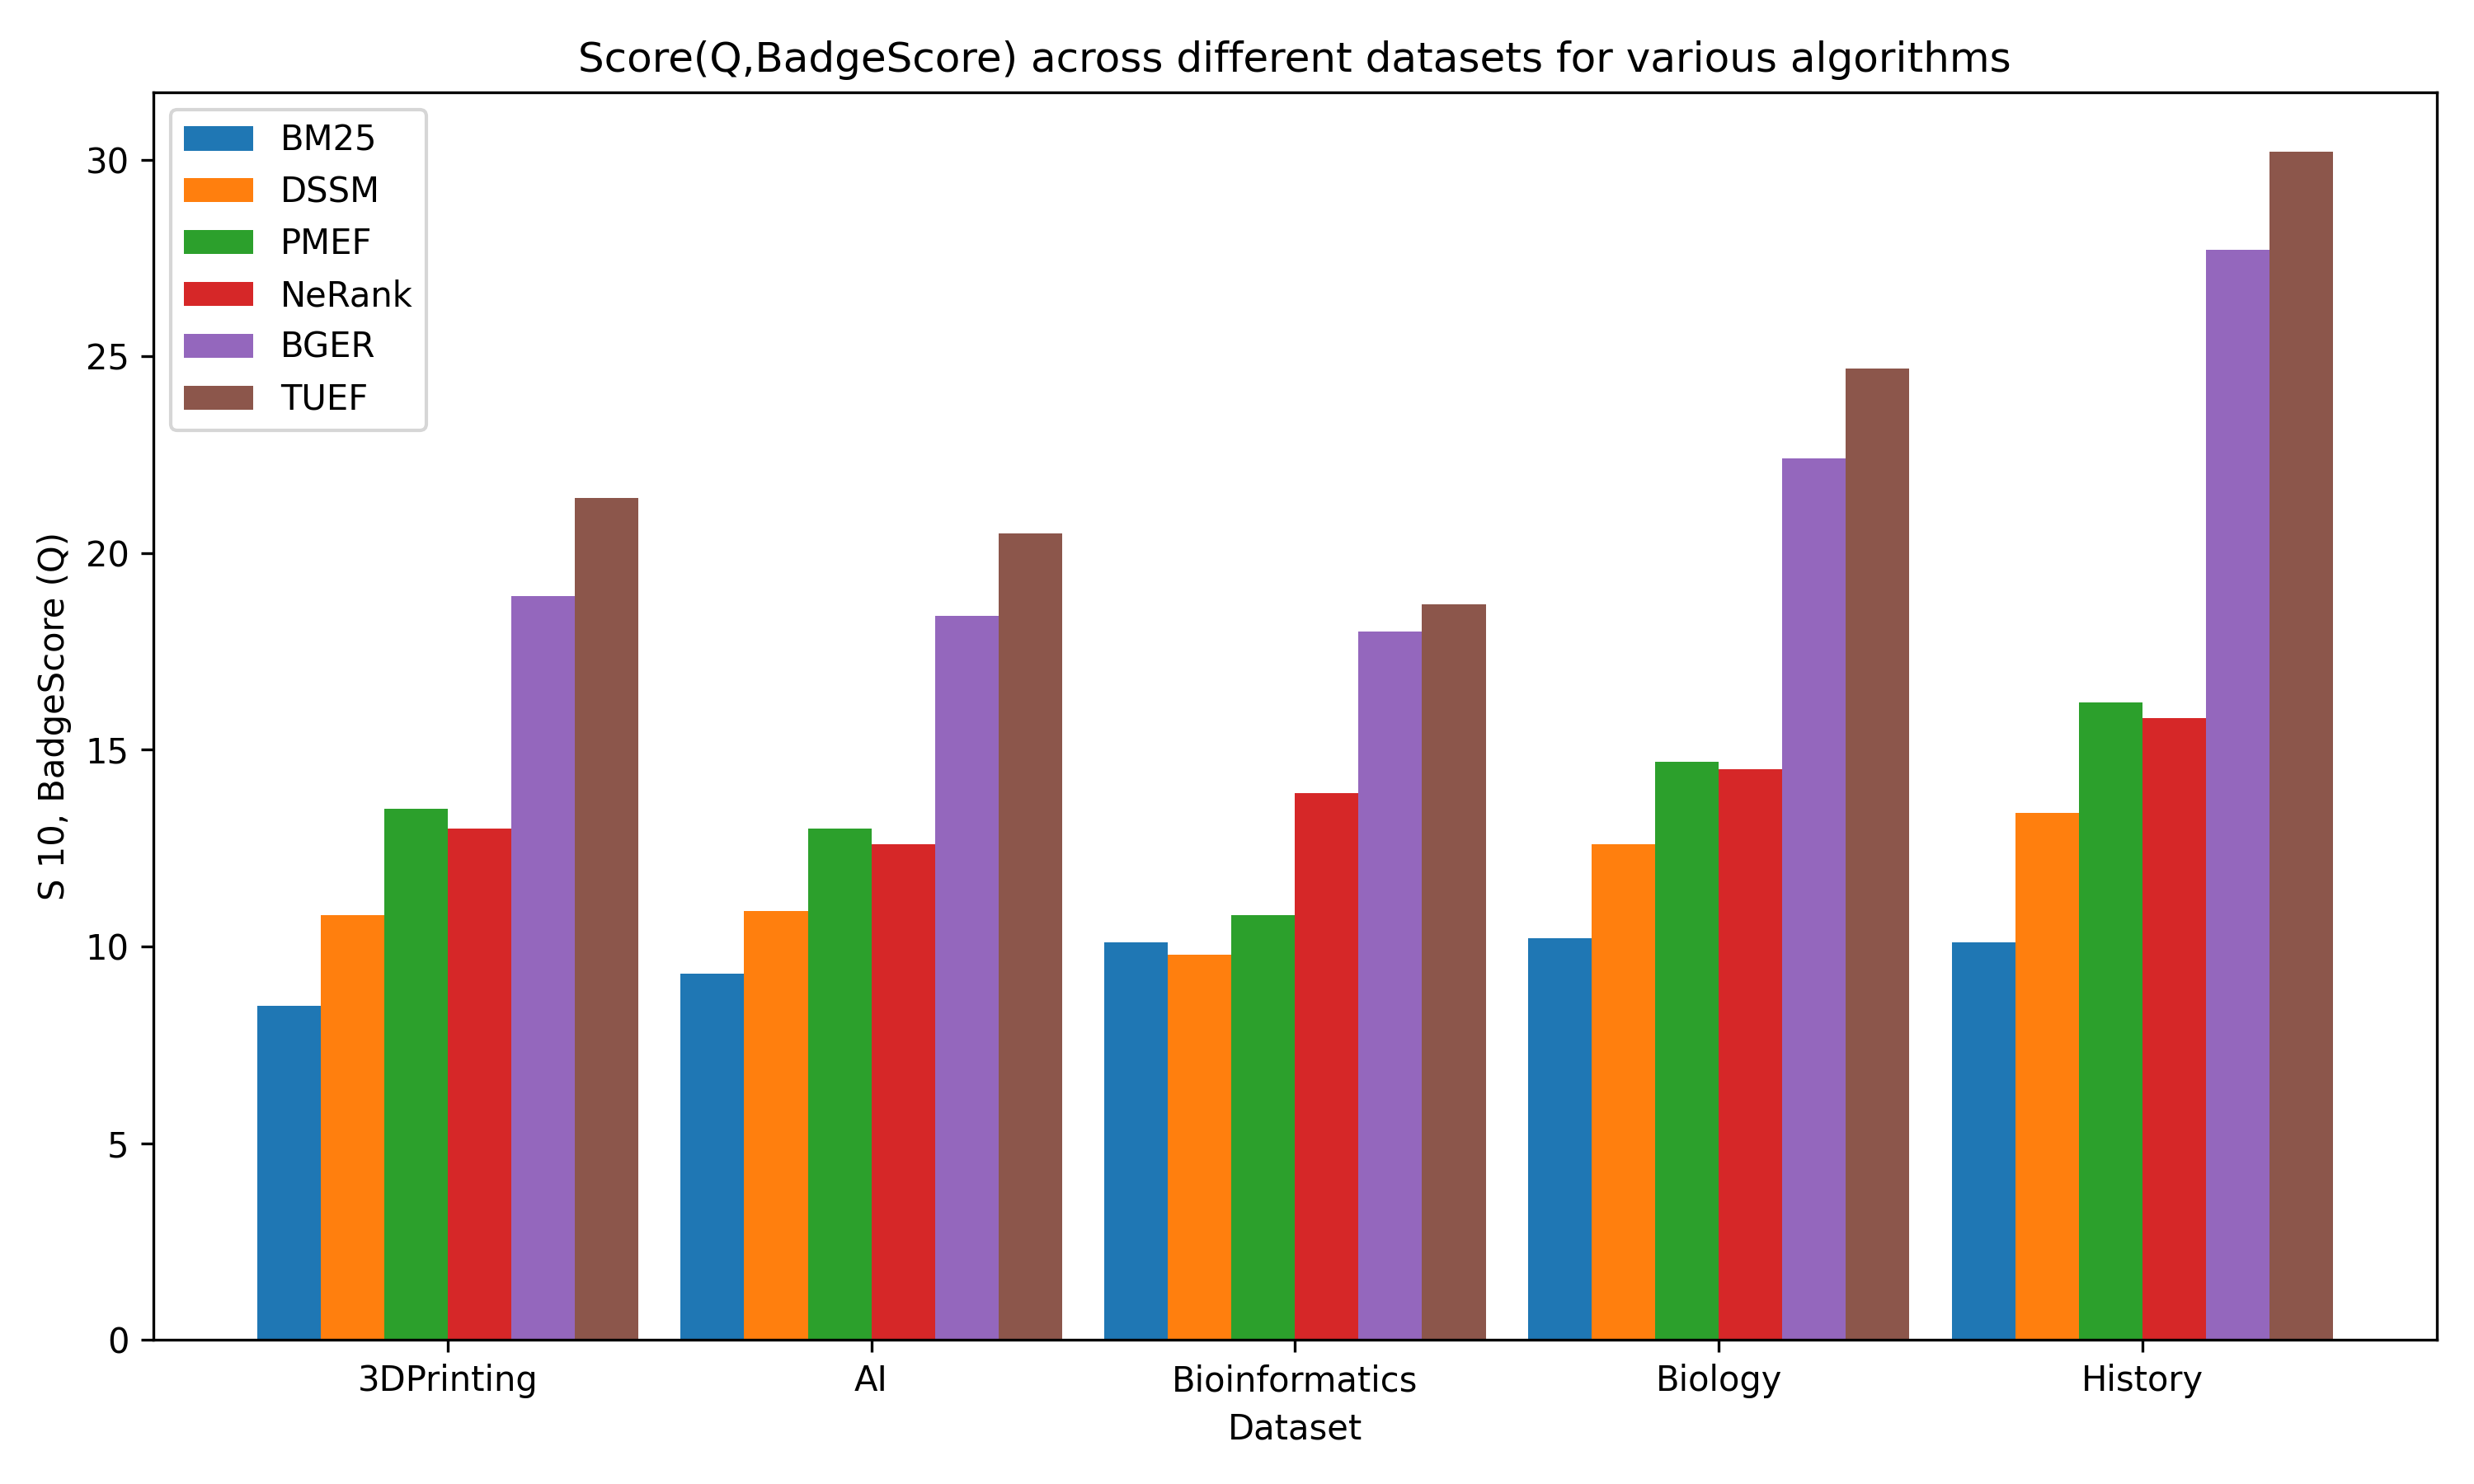 Score(Q,BadgeScore) across different datasets for various algorithms
BM25
DSSM
PMEF
NeRank
BGER
TUEF
S 10, BadgeScore (Q)
30
25
20
15
10
5
0
3DPrinting
AI
Bioinformatics
Biology
History
Dataset